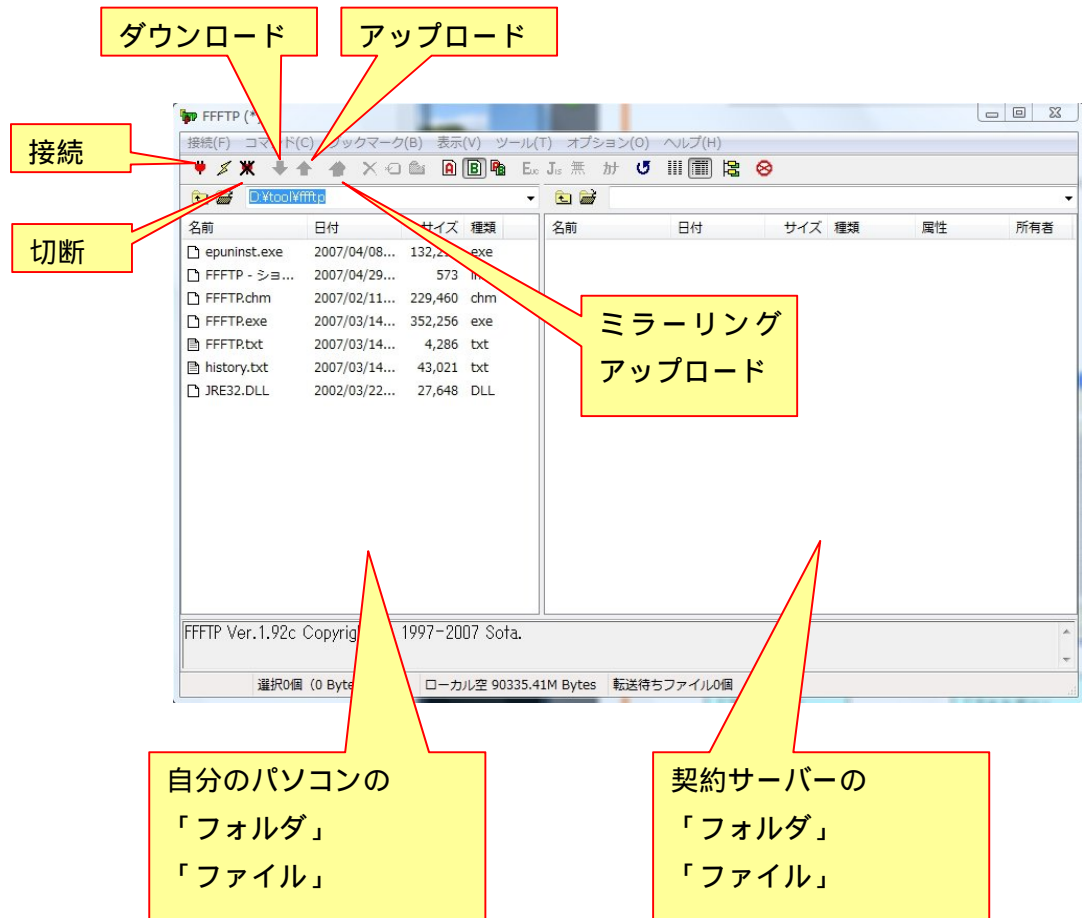 ダウンロード
アップロード
接続
切断
FFFTP (*)
接続(F) コマンド(C) ブックマーク(B) 表示(V) ツール(T) オプション(O) ヘルプ(H)
D:¥tool¥ffftp
名前 日付 サイズ 種類
epuninst.exe 2007/04/08... exe
FFFTP - ショ... 2007/04/29... 573
FFFTP.chm 2007/02/11... 229,460 chm
FFFTP.exe 2007/03/14... 352,256 exe
FFFTP.txt 2007/03/14... 4,286 txt
history.txt 2007/03/14... 43,021 txt
JRE32.DLL 2002/03/22... 27,648 DLL
名前 日付 サイズ 種類 属性 所有者
ミラーリング
アップロード
FFFTP Ver.1.92c 1997-2007 Sota.
選択0個 (0 Byte ローカル空 90335.41M Bytes 転送待ちファイル0個
自分のパソコンの
「フォルダ」
「ファイル」
契約サーバーの
「フォルダ」
「ファイル」